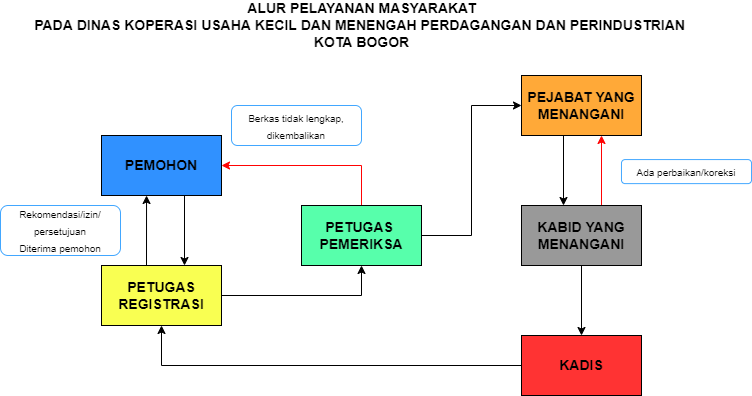 ALUR PELAYANAN MASYARAKAT
PADA DINAS KOPERASI USAHA KECIL DAN MENENGAH PERDAGANGAN DAN PERINDUSTRIAN
KOTA BOGOR
PEJABAT YANG
MENANGANI
Berkas tidak lengkap,
dikembalikan
PEMOHON
Ada perbaikan/koreksi
Rekomendasi/izin/
persetujuan
Diterima pemohon
PETUGAS
PEMERIKSA
KABID YANG
MENANGANI
PETUGAS
REGISTRASI
KADIS